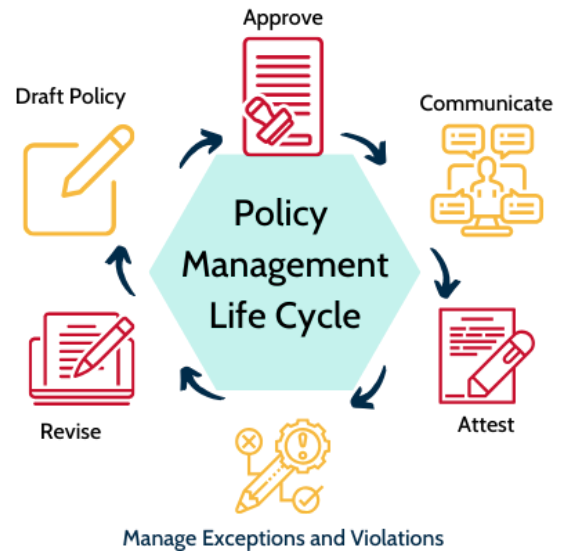 Approve
Draft Policy
Communicate
Policy
Management
Life Cycle
Revise
Attest
Manage Exceptions and Violations